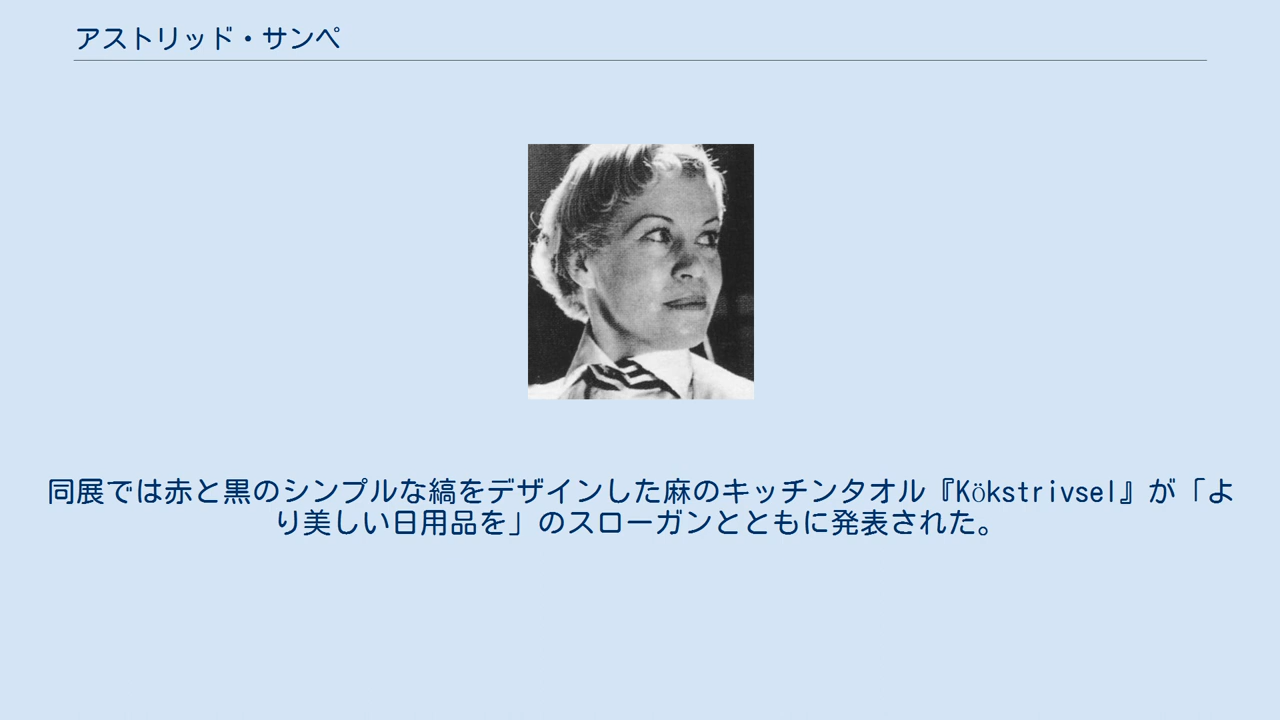 アストリッド・サンペ
同展では赤と黒のシンプルな縞をデザインした麻のキッチンタオル『Kökstrivsel』が「よ
り美しい日用品を」のスローガンとともに発表された。